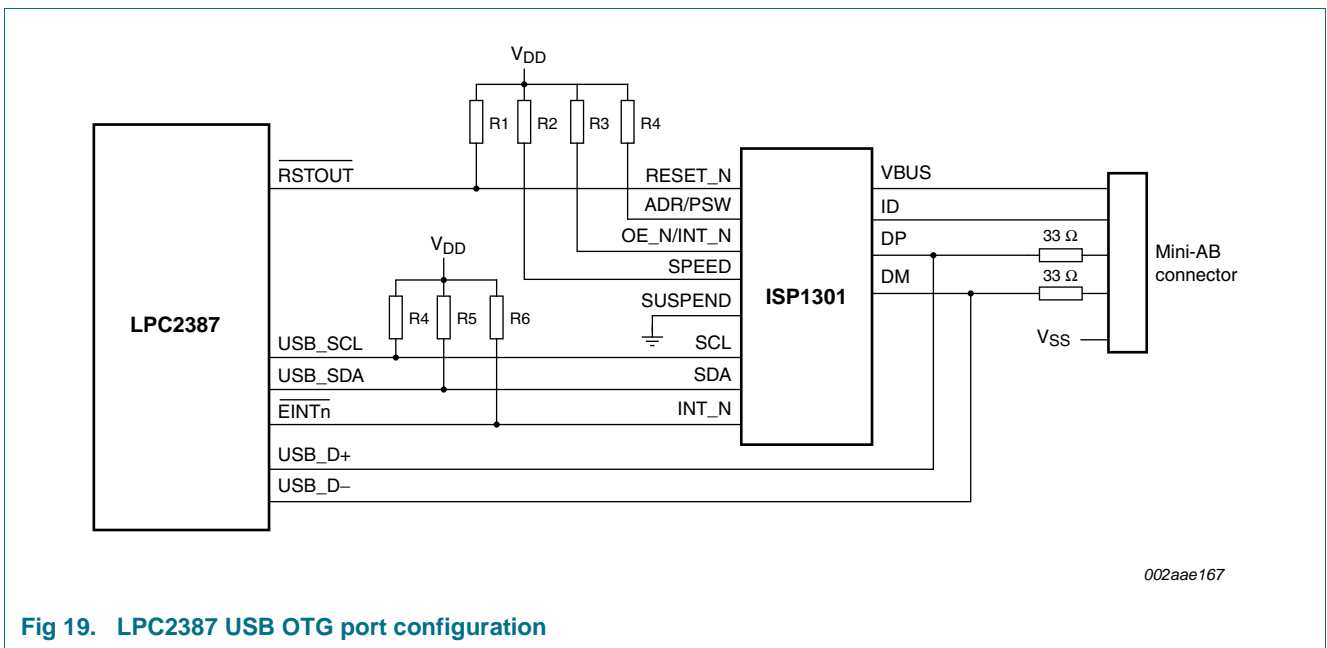 VDD
R1 R2 R3 R4
RSTOUT
RESET_N
ADR/PSW
OE_N/INT_N
SPEED
SUSPEND
VDD
R4 R5 R6
LPC2387
USB_SCL
USB_SDA
EINTn
USB_D+
USB_D−
SCL
SDA
INT_N
ISP1301
VBUS
ID
DP
DM
33 Ω
33 Ω
VSS
Mini-AB
connector
002aae167
Fig 19. LPC2387 USB OTG port configuration